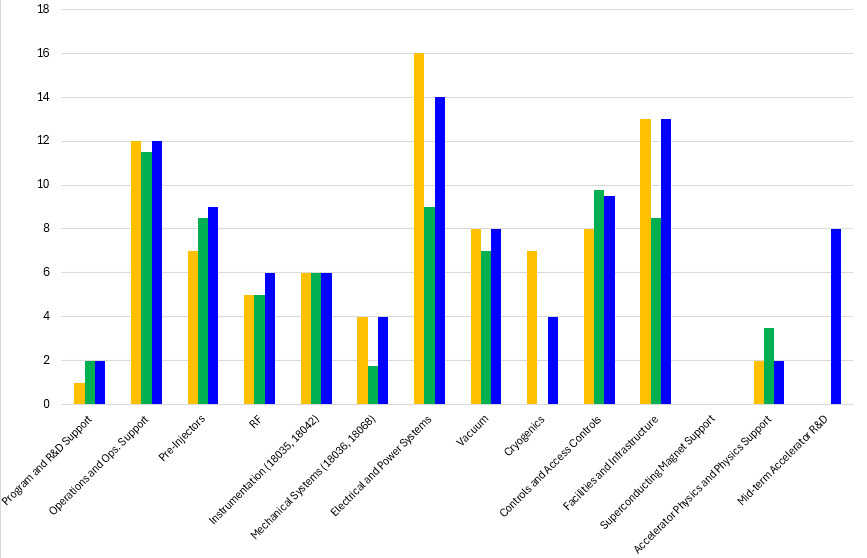 18
16
14
12
10
8
6
4
2
0
Program and R&D Support
Operations and Ops. Support
Pre-Injectors
RF
Instrumentation (18035, 18042)
Mechanical Systems (18036, 18068)
Electrical and Power Systems
Vacuum
Cryogenics
Controls and Access Controls
Facilities and Infrastructure
Superconducting Magnet Support
Accelerator Physics and Physics Support
Mid-term Accelerator R&D